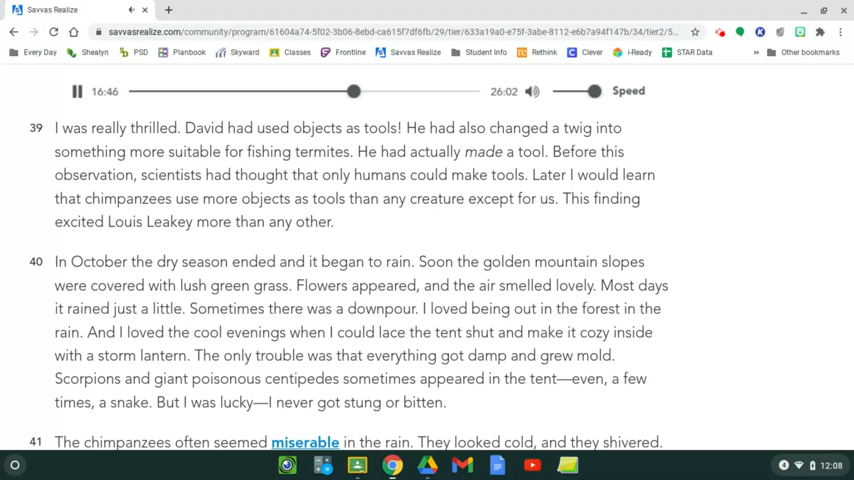 Savvas Realize
savvasrealize.com/community/program/61604a74-5f02-3b06-8ebd-ca615f7df6fb/29/tier/633a19a0-e75f-3abe-8112-e6b7a94f147b/34/tier2/5...
Every Day Shealyn PSD Planbook Skyward Classes Frontline Savvas Realize Student Info Rethink Clever i-Ready STAR Data » Other bookmarks
16:46 26:02 Speed
39 I was really thrilled. David had used objects as tools! He had also changed a twig into
something more suitable for fishing termites. He had actually made a tool. Before this
observation, scientists had thought that only humans could make tools. Later I would learn
that chimpanzees use more objects as tools than any creature except for us. This finding
excited Louis Leakey more than any other.
40 In October the dry season ended and it began to rain. Soon the golden mountain slopes
were covered with lush green grass. Flowers appeared, and the air smelled lovely. Most days
it rained just a little. Sometimes there was a downpour. I loved being out in the forest in the
rain. And I loved the cool evenings when I could lace the tent shut and make it cozy inside
with a storm lantern. The only trouble was that everything got damp and grew mold.
Scorpions and giant poisonous centipedes sometimes appeared in the tent—even, a few
times, a snake. But I was lucky—I never got stung or bitten.
41 The chimpanzees often seemed miserable in the rain. They looked cold, and they shivered.
4 12:08